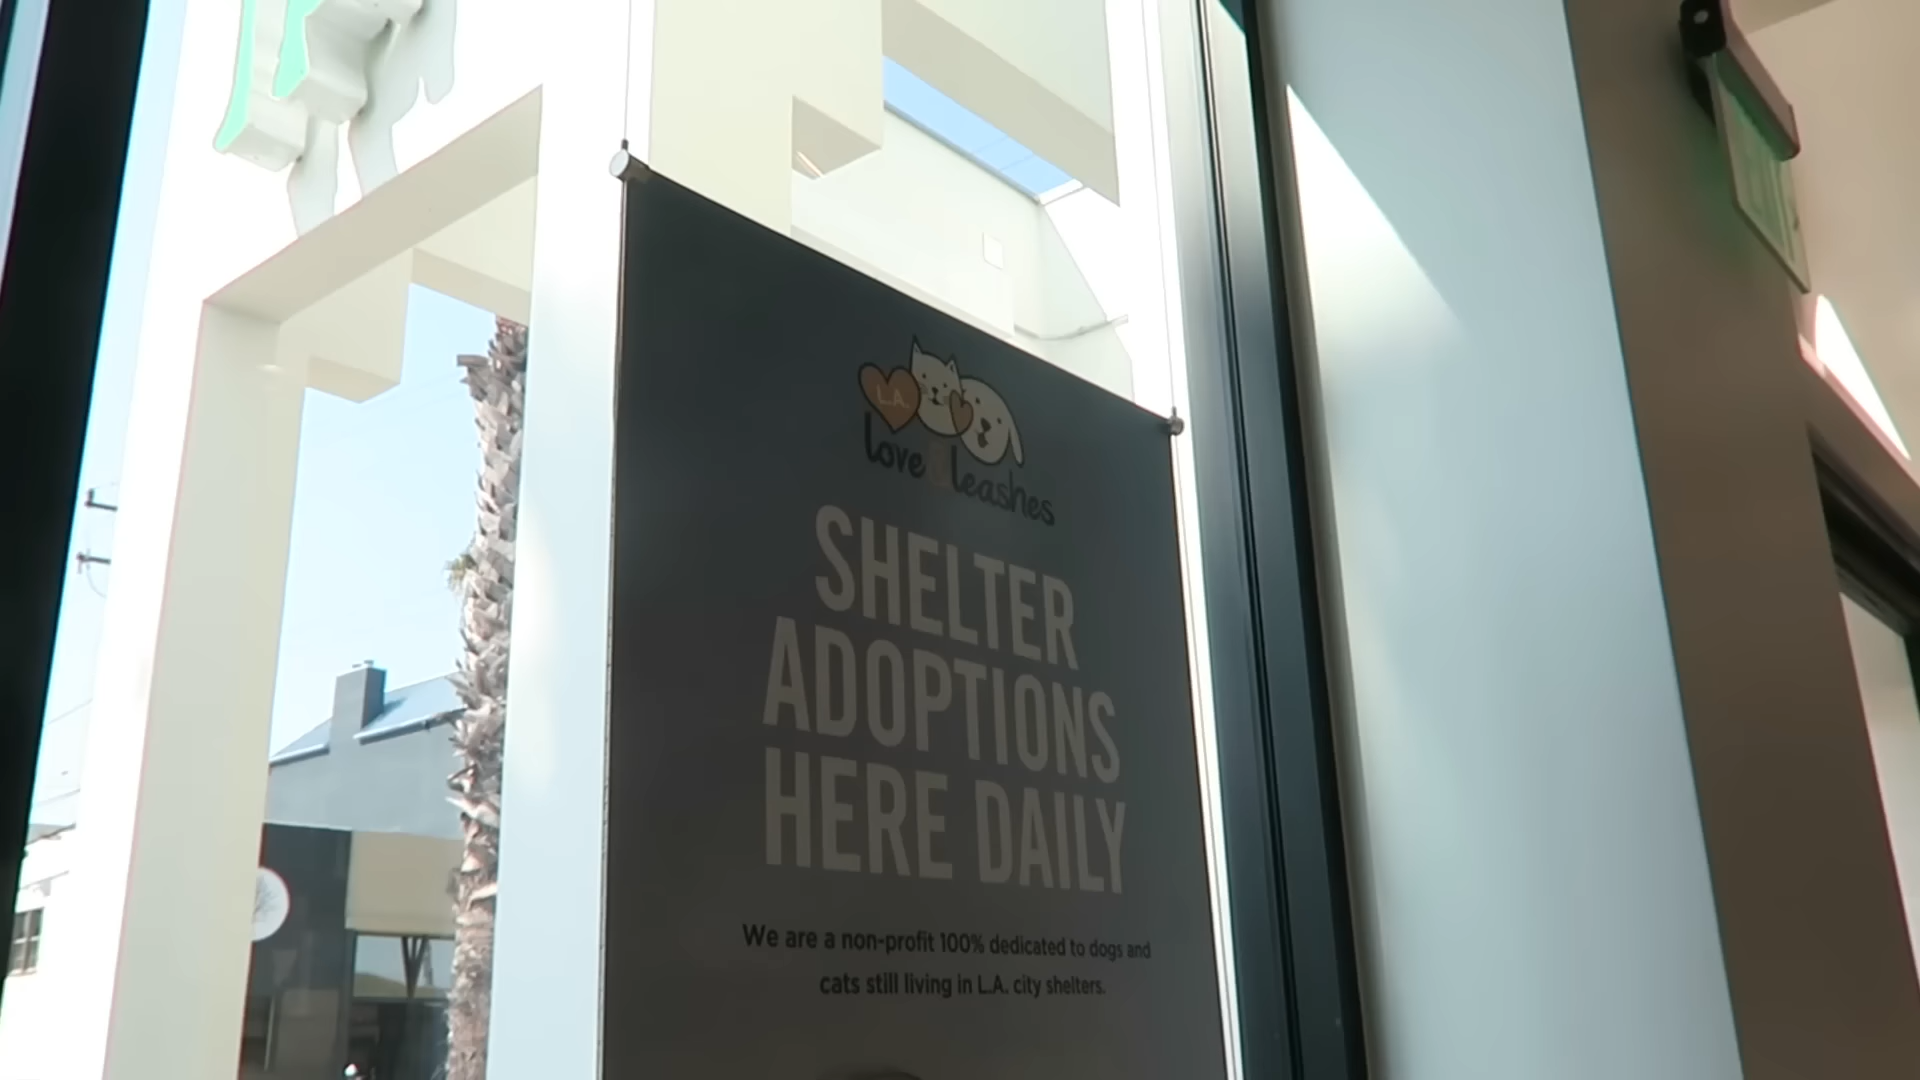 L.A.
love leashes
SHELTER
ADOPTIONS
HERE DAILY
We are a non-profit 100% dedicated to dogs and
cats still living in L.A. city shelters.